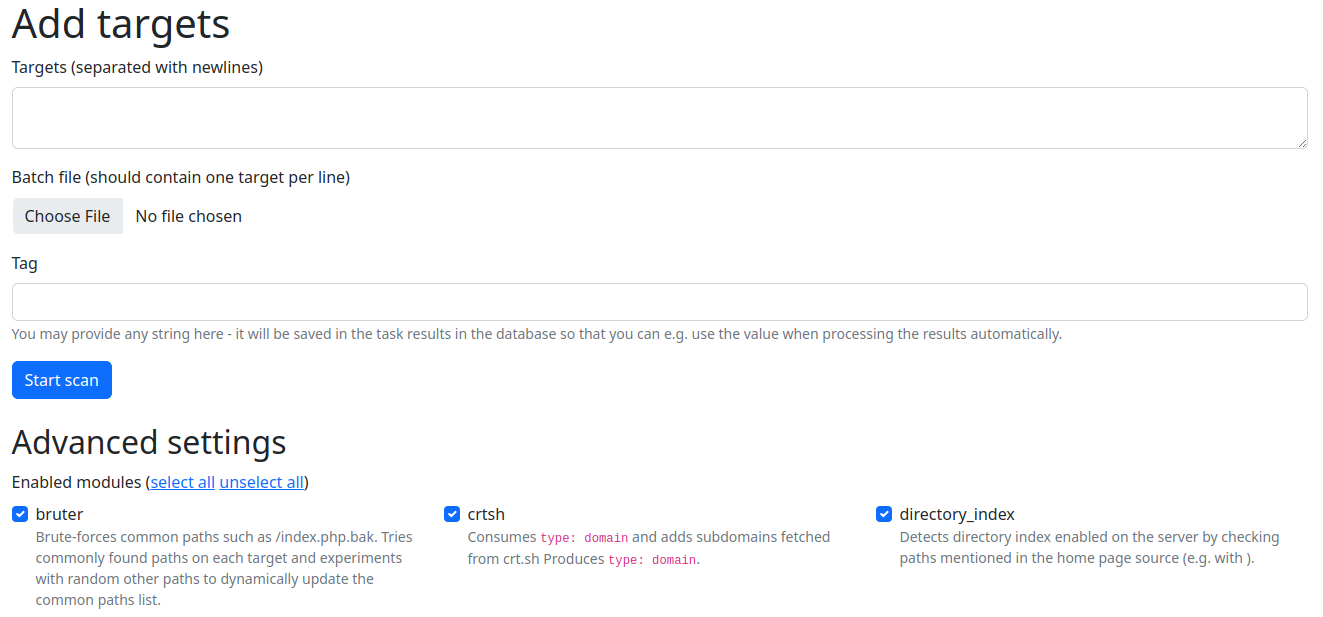 Add targets
Targets (separated with newlines)
Batch file (should contain one target per line)
Choose File No file chosen
Tag
You may provide any string here - it will be saved in the task results in the database so that you can e.g. use the value when processing the results automatically.
Start scan
Advanced settings
Enabled modules (select all unselect all)
bruter
Brute-forces common paths such as /index.php.bak. Tries
commonly found paths on each target and experiments
with random other paths to dynamically update the
common paths list.
crtsh
Consumes type: domain and adds subdomains fetched
from crt.sh Produces type: domain.
directory_index
Detects directory index enabled on the server by checking
paths mentioned in the home page source (e.g. with ).